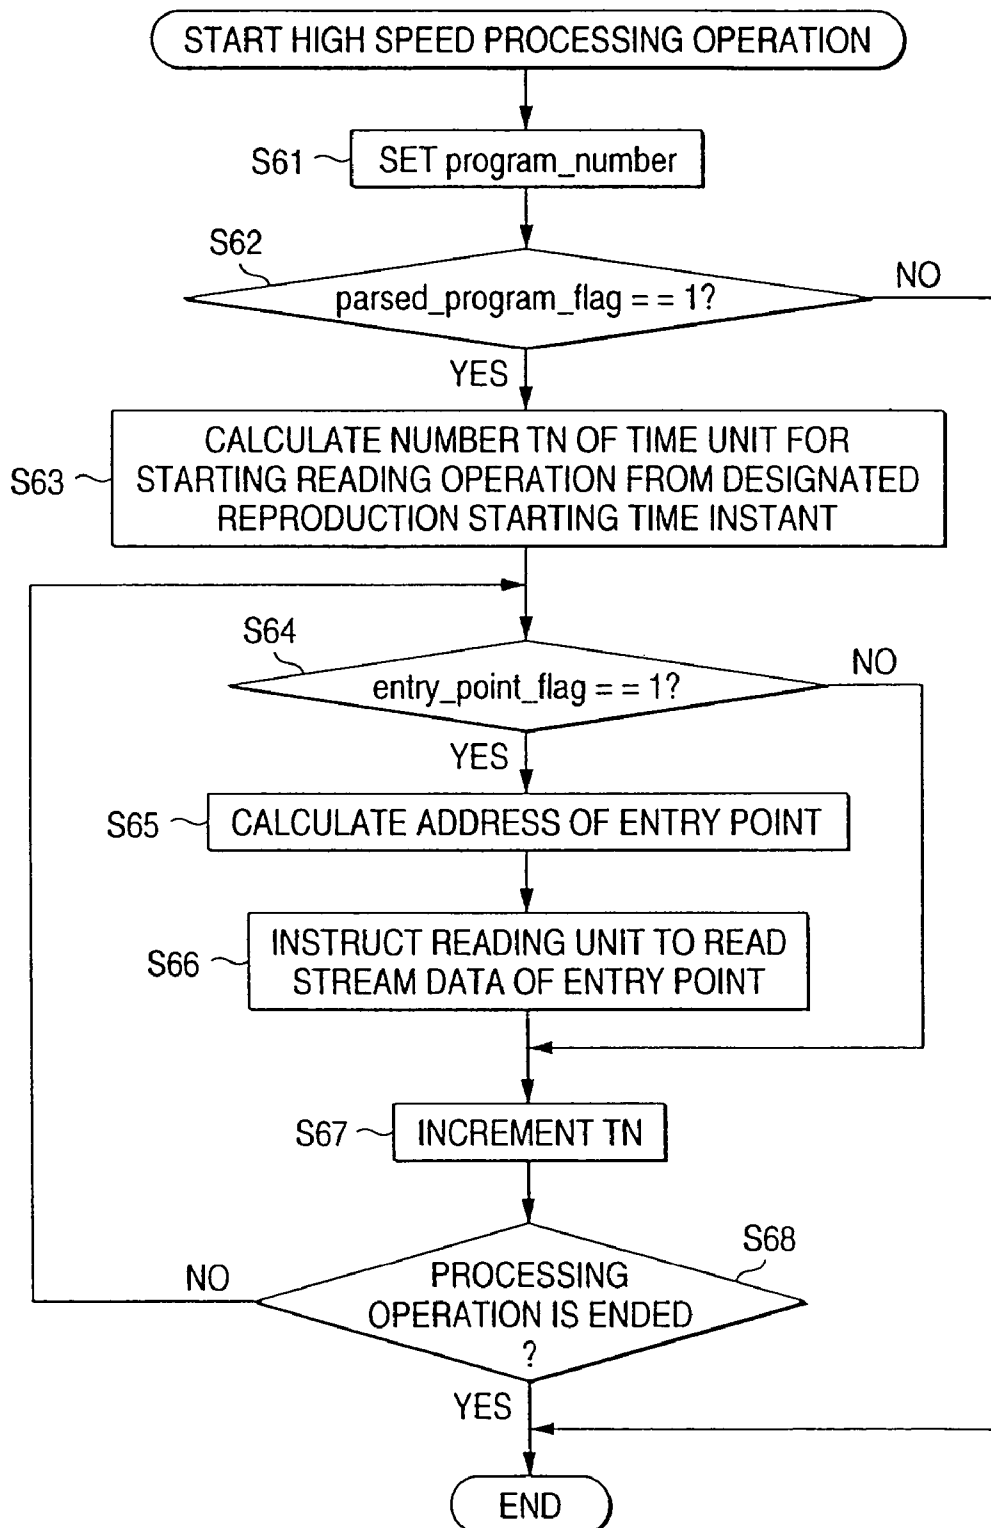 START HIGH SPEED PROCESSING OPERATION
S61
SET program_number
S62
parsed_program_flag = = 1?
NO
YES
S63
CALCULATE NUMBER TN OF TIME UNIT FOR
STARTING READING OPERATION FROM DESIGNATED
REPRODUCTION STARTING TIME INSTANT
S64
entry_point_flag = = 1?
NO
YES
S65
CALCULATE ADDRESS OF ENTRY POINT
S66
INSTRUCT READING UNIT TO READ
STREAM DATA OF ENTRY POINT
S67
INCREMENT TN
S68
NO
PROCESSING
OPERATION IS ENDED
?
YES
END